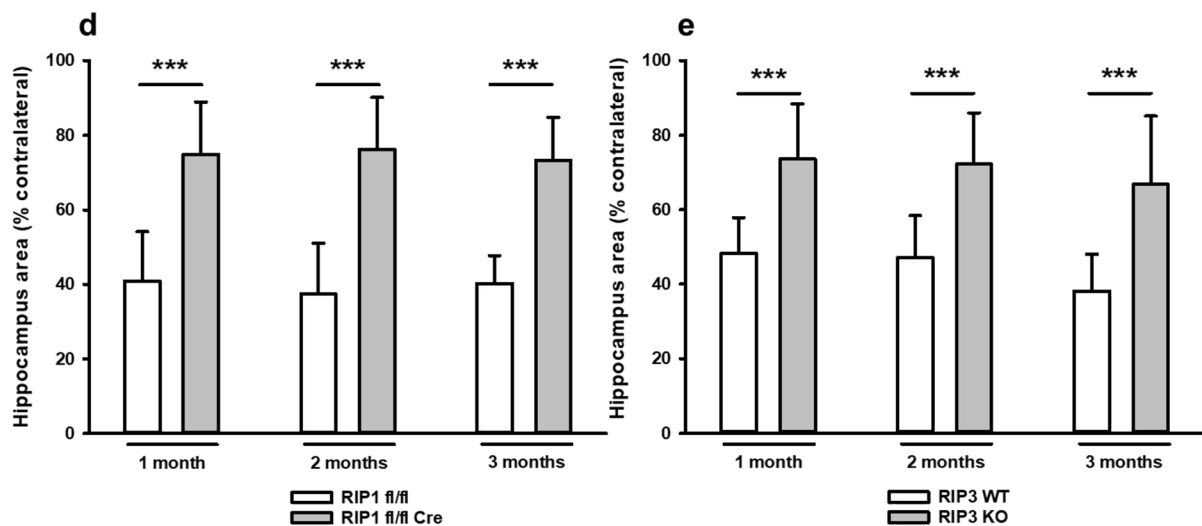 d
Hippocampus area (% contralateral)
100
80
60
40
20
0
***
***
***
1 month
2 months
3 months
RIP1 fl/fl
RIP1 fl/fl Cre
e
Hippocampus area (% contralateral)
100
80
60
40
20
0
***
***
***
1 month
2 months
3 months
RIP3 WT
RIP3 KO